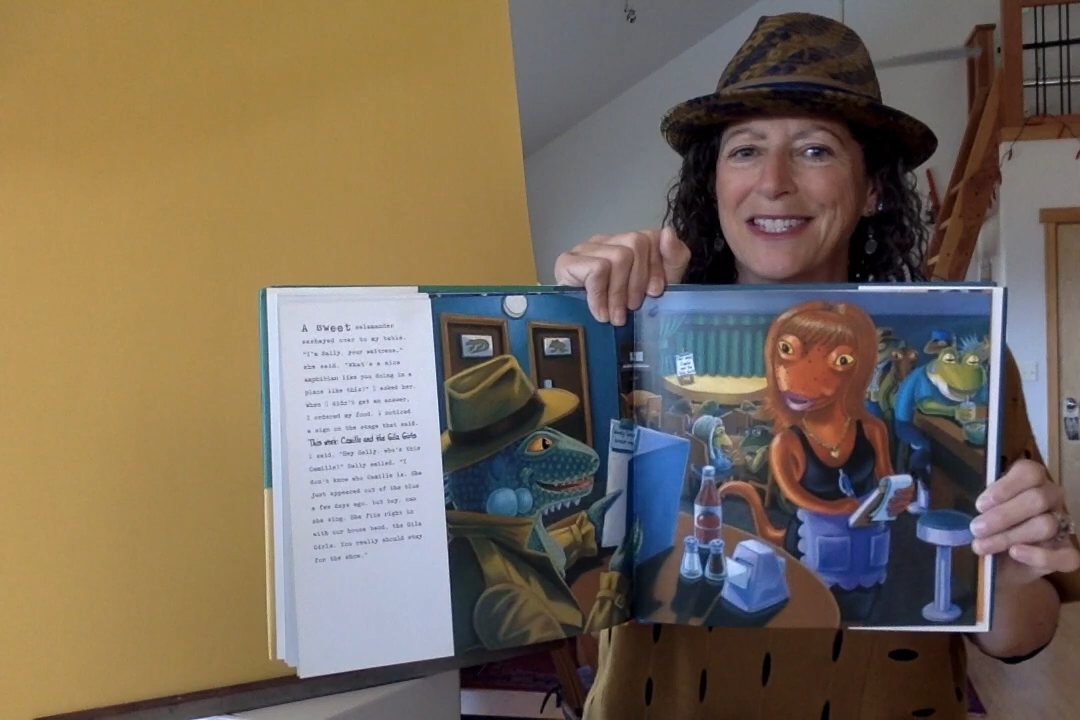 A sweet salamander
sashayed over to my table.
"I'm Sally, your waitress,"
she said. "What's a nice
amphibian like you doing in a
place like this?" I asked her.
When I didn't get an answer,
I ordered my food. I noticed
a sign on the stage that said,
This week: Camille and the Gila Girls
I said, "Hey Sally, who's this
Camille?" Sally smiled. "I
don't know who Camille is. She
just appeared out of the blue
a few days ago, but boy, can
she sing. She fits right in
with our house band, the Gila
Girls. You really should stay
for the show."